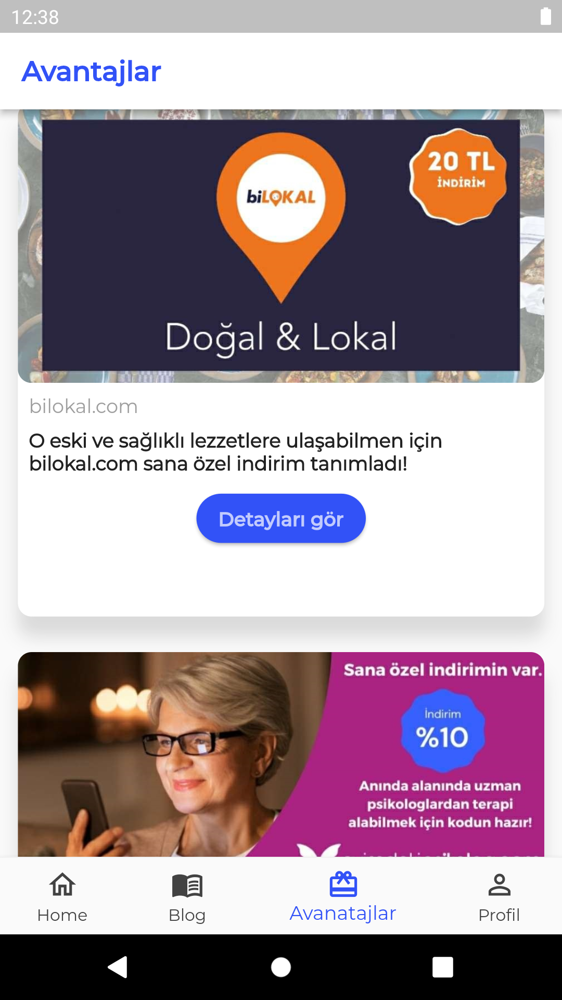 12:38
Avantajlar
20 TL
İNDİRİM
biLOKAL
Doğal & Lokal
bilokal.com
O eski ve sağlıklı lezzetlere ulaşabilmen için
bilokal.com sana özel indirim tanımladı!
Detayları gör
Sana özel indirimin var.
İndirim
%10
Anında alanında uzman
psikologlardan terapi
alabilmek için kodun hazır!
Home
Blog
Avanatajlar
Profil